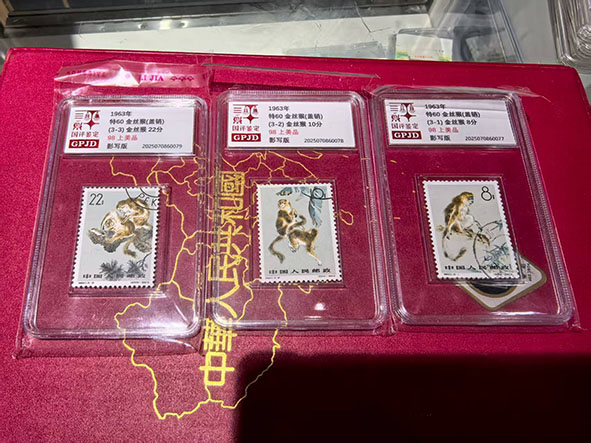 LI JIA
国评鉴定
GPJD
1963年
特60 金丝猴(盖销)
(3-3) 金丝猴 22分
98 上美品
影写版
2025070860079
22
中国人民邮政
国评鉴定
GPJD
1963年
特60 金丝猴(盖销)
(3-2) 金丝猴 10分
98 上美品
影写版
2025070860078
中国人民邮政
国评鉴定
GPJD
1963年
特60 金丝猴(盖销)
(3-1) 金丝猴 8分
98 上美品
影写版
2025070860077
8分
中国人民邮政
中華人民共和國